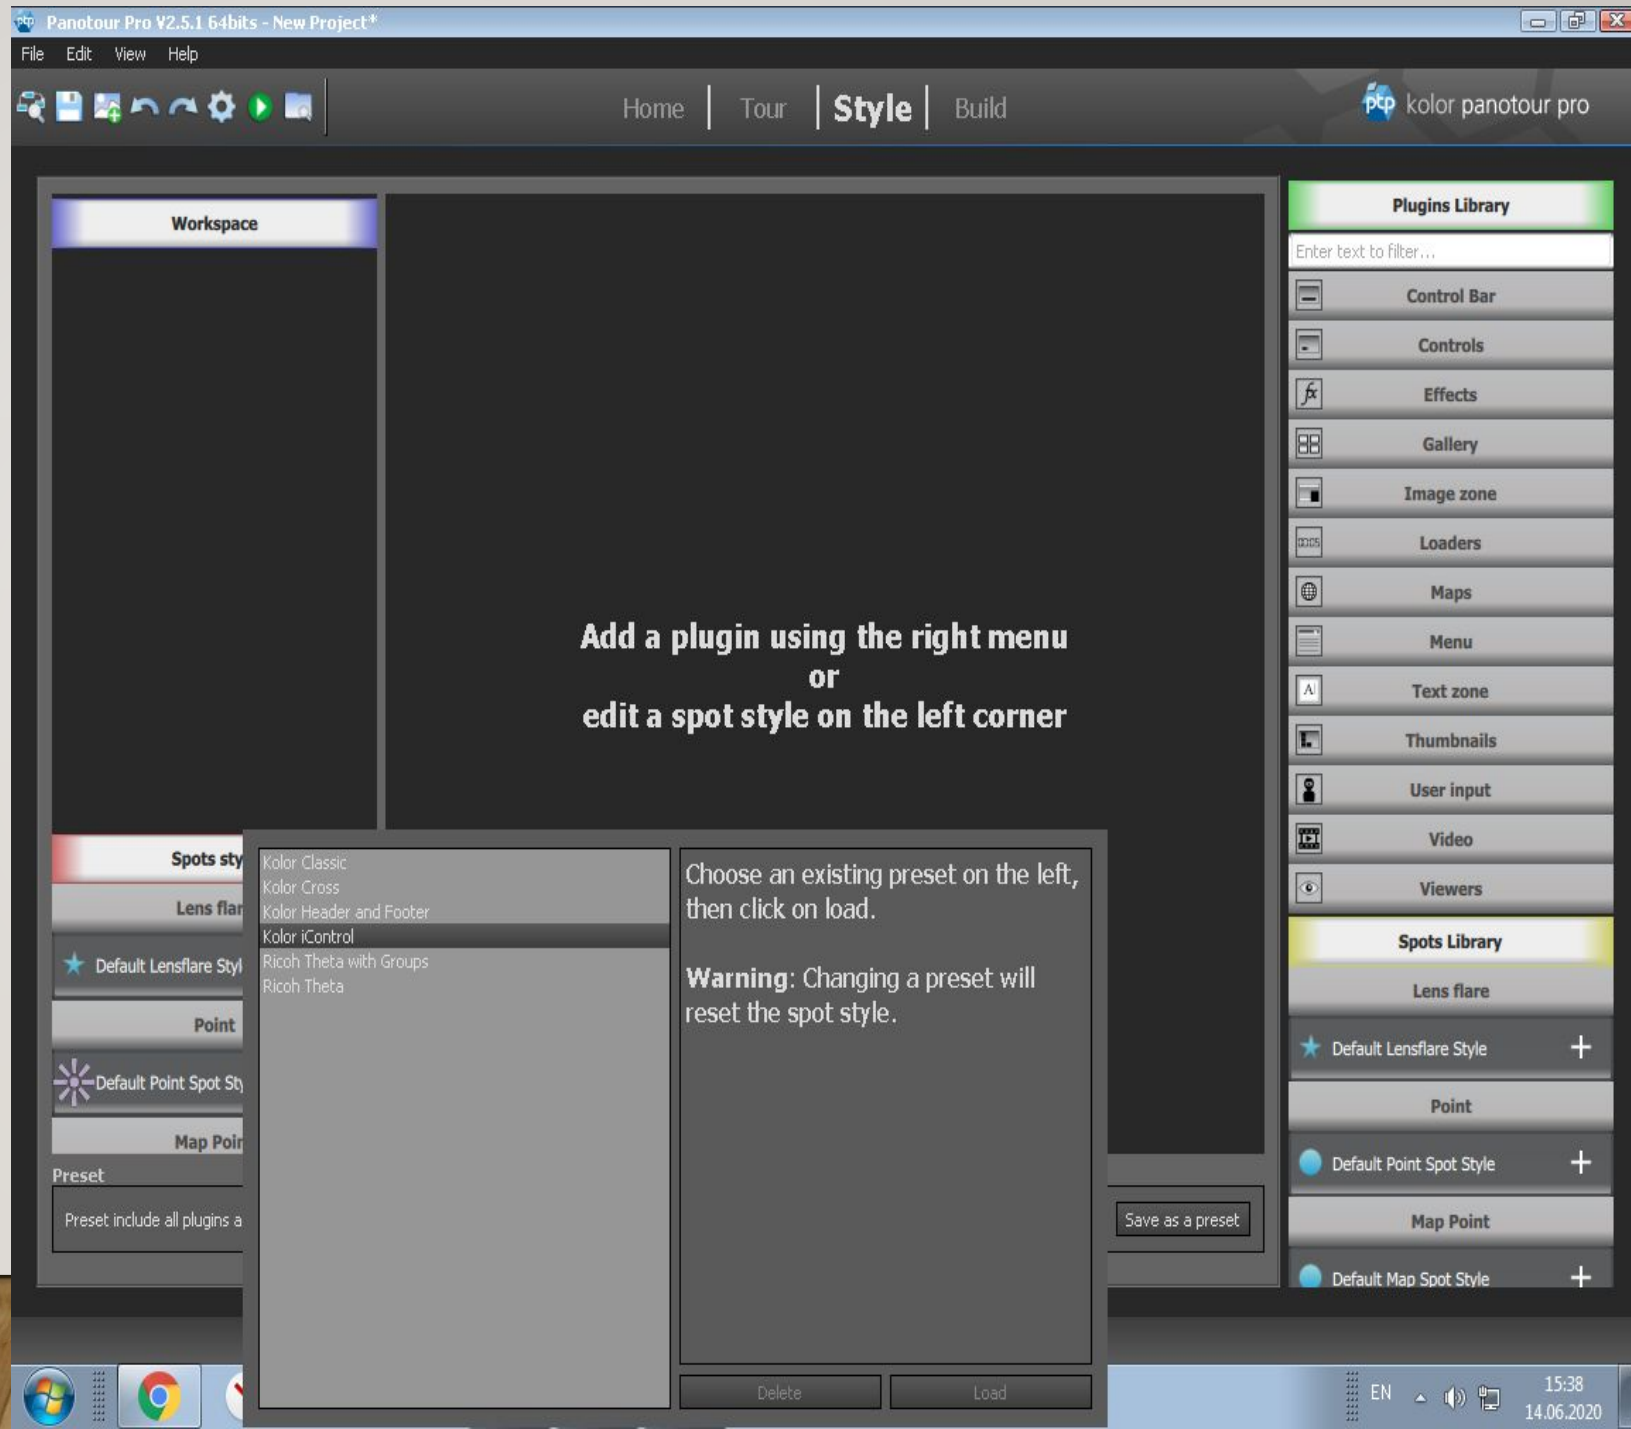 Panotour Pro V2.5.1 64bits - New Project*
File Edit View Help
Home Tour Style Build
ptp kolor panotour pro
Workspace
Add a plugin using the right menu
or
edit a spot style on the left corner
Spots sty
Lens flar
Default Lensflare Styl
Point
Default Point Spot Sty
Map Poir
Preset
Preset include all plugins a
Save as a preset
Kolor Classic
Kolor Cross
Kolor Header and Footer
Kolor iControl
Ricoh Theta with Groups
Ricoh Theta
Choose an existing preset on the left,
then click on load.
Warning: Changing a preset will
reset the spot style.
Delete Load
Plugins Library
Enter text to filter...
Control Bar
Controls
fx Effects
Gallery
Image zone
Loaders
Maps
Menu
A Text zone
Thumbnails
User input
Video
Viewers
Spots Library
Lens flare
Default Lensflare Style +
Point
Default Point Spot Style +
Map Point
Default Map Spot Style +
EN
15:38
14.06.2020